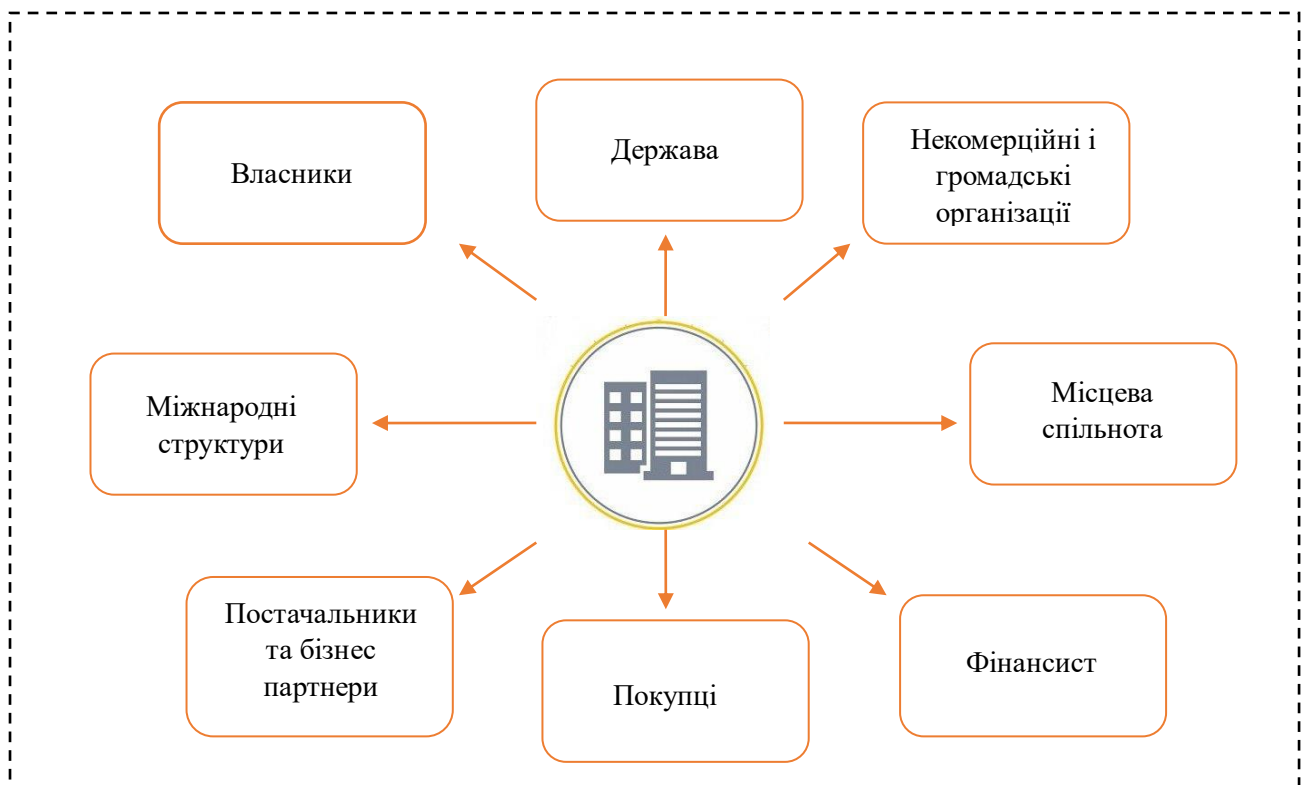 Власники
Держава
Некомерційні і
громадські
організації
Міжнародні
структури
Місцева
спільнота
Постачальники
та бізнес
партнери
Покупці
Фінансист